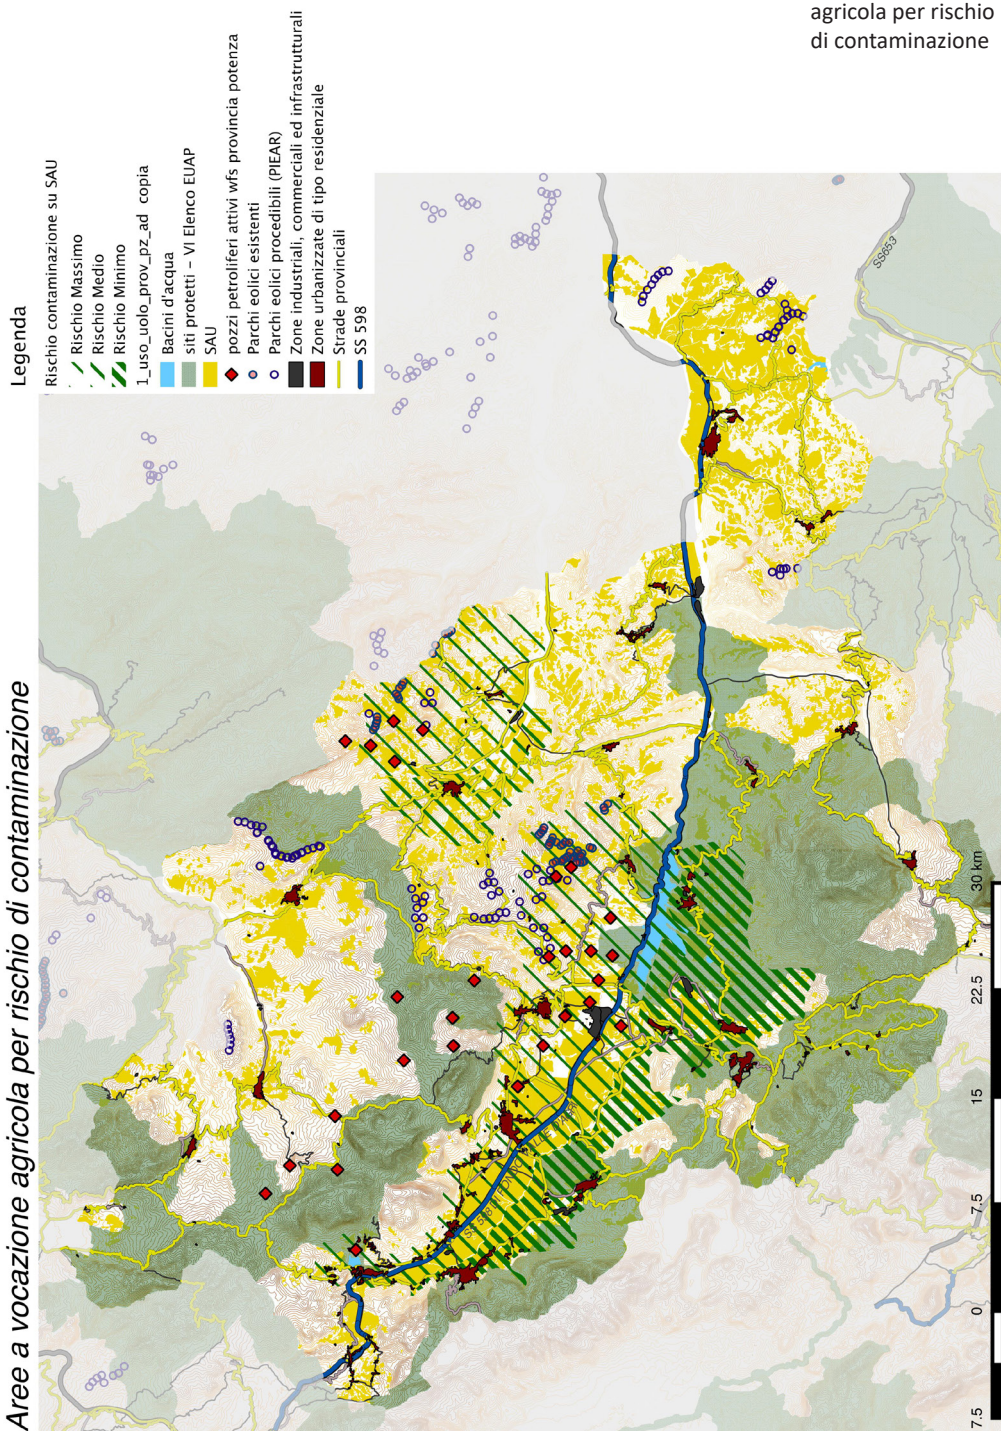 agricola per rischio
di contaminazione
Aree a vocazione agricola per rischio di contaminazione
Legenda
Rischio contaminazione su SAU
Rischio Massimo
Rischio Medio
Rischio Minimo
1_uso_uolo_prov_pz_ad copia
Bacini d'acqua
siti protetti - VI Elenco EUAP
SAU
pozzi petroliferi attivi wfs provincia potenza
Parchi eolici esistenti
Parchi eolici procedibili (PIEAR)
Zone industriali, commerciali ed infrastrutturali
Zone urbanizzate di tipo residenziale
Strade provinciali
SS 598
SS653
SS 598
7.5
0
7.5
15
22.5
30 km